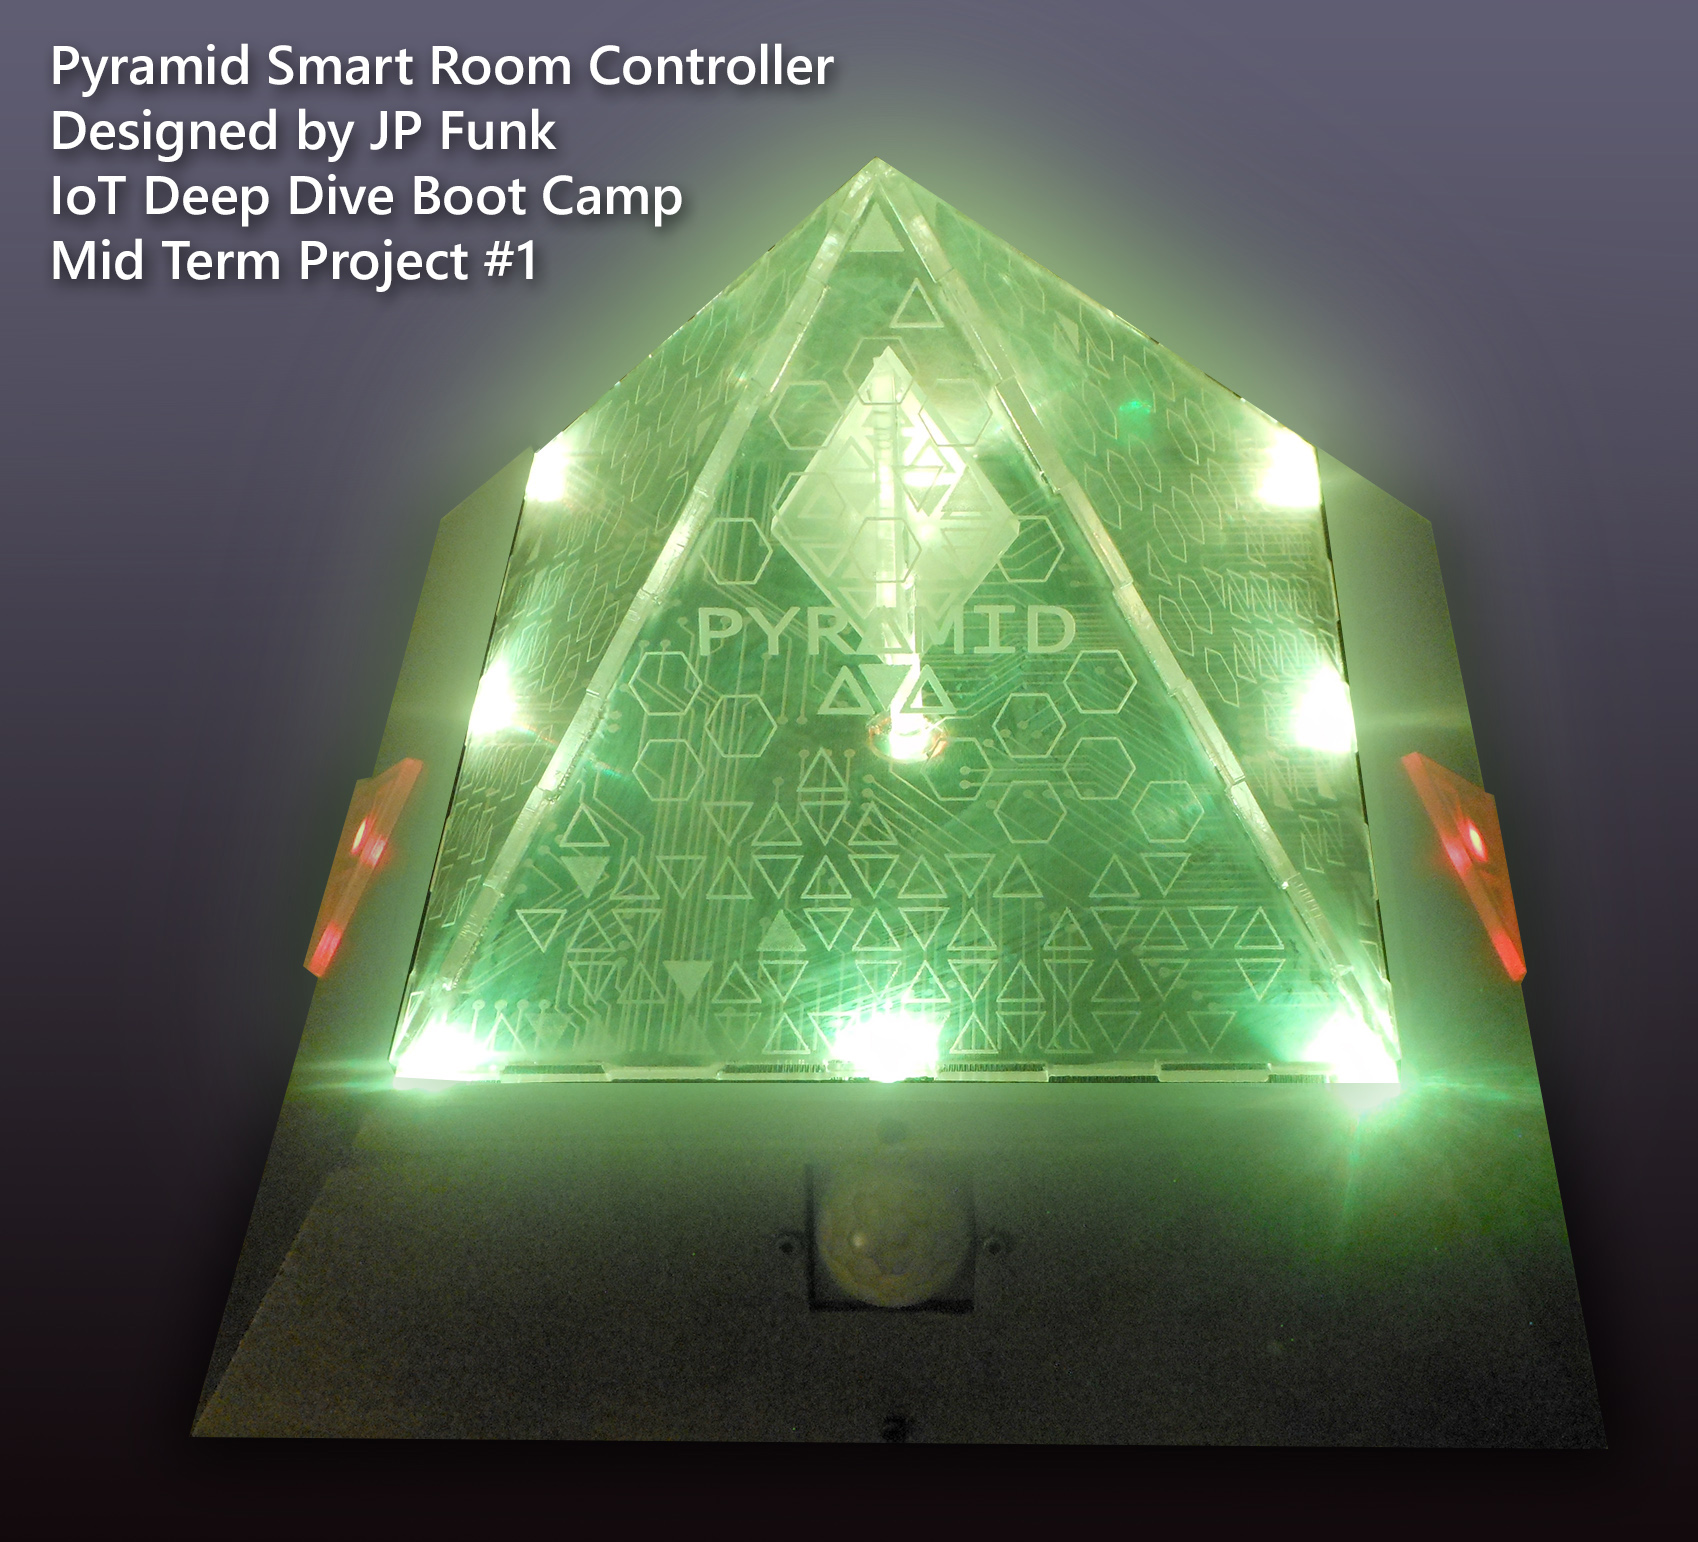 Pyramid Smart Room Controller
Designed by JP Funk
IoT Deep Dive Boot Camp
Mid Term Project #1
PYRAMID